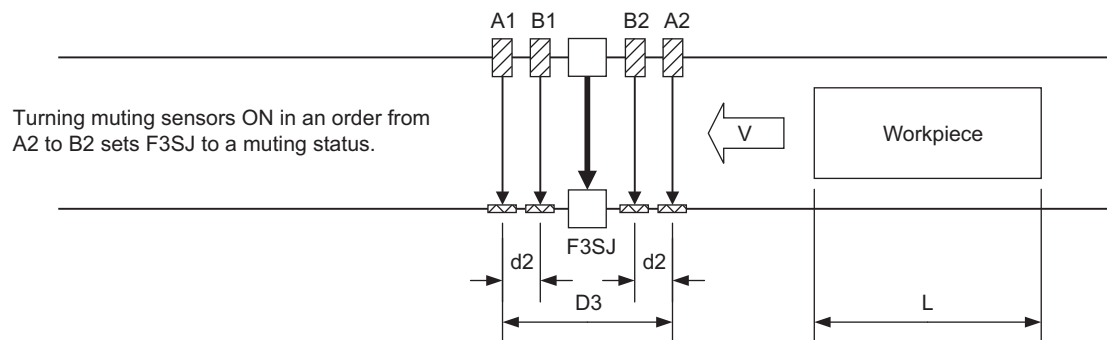 A1 B1 B2 A2
Turning muting sensors ON in an order from
A2 to B2 sets F3SJ to a muting status.
V
Workpiece
F3SJ
d2 d2
D3
L